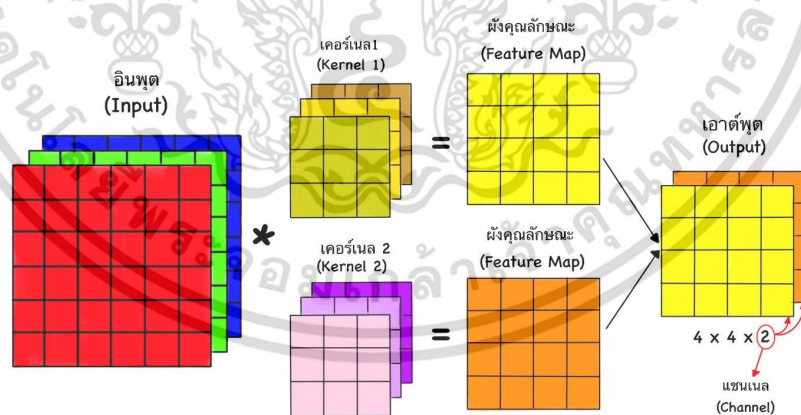 อินพุต
(Input)
เคอร์เนล1
(Kernel 1)
ผังคุณลักษณะ
(Feature Map)
เอาต์พุต
(Output)
*
=
เคอร์เนล 2
(Kernel 2)
ผังคุณลักษณะ
(Feature Map)
=
4 x 4 x 2
แชนเนล
(Channel)